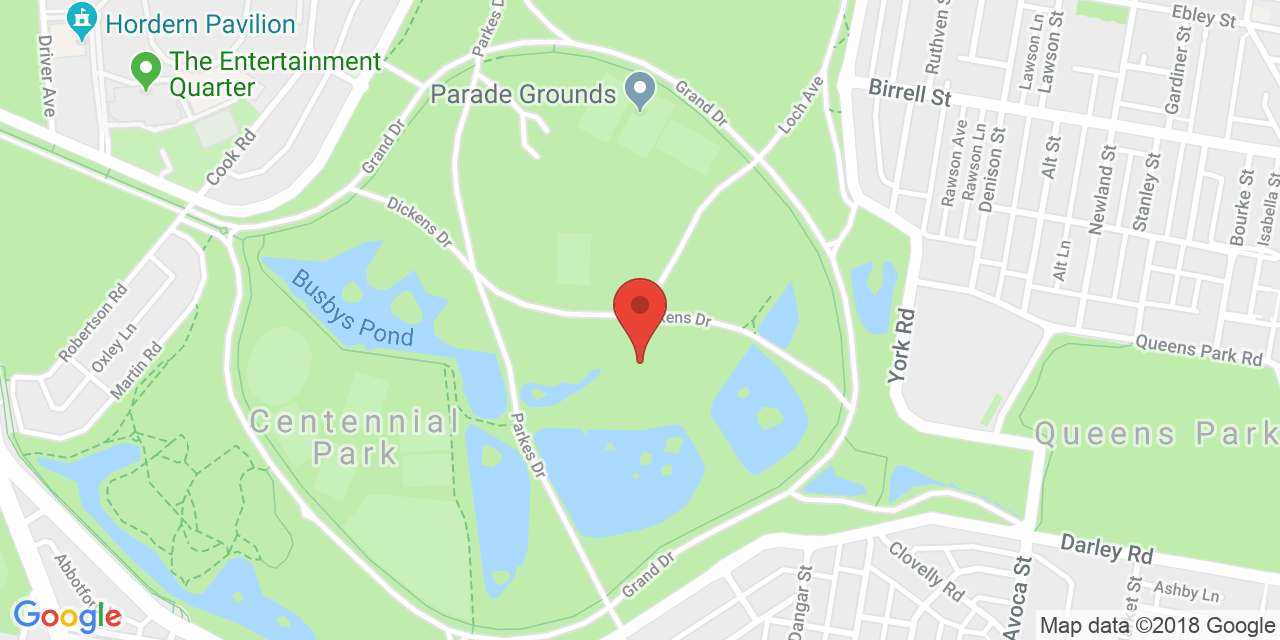 Hordern Pavilion
The Entertainment
Quarter
Driver Ave
Parkes D
Parade Grounds
Grand Dr
Loch Ave
Ebley St
Lawson Ln
Lawson St
Ruthven
Gardiner St
Birrell St
Cook Rd
Grand Dr
Dickens Dr
Rawson Ave
Rawson Ln
Denison St
Alt St
Newland St
Stanley St
Bourke St
Isabella St
Alt Ln
Robertson Rd
Oxley Ln
Martin Rd
Busbys Pond
kens Dr
York Rd
Queens Park Rd
Centennial
Park
Parkes Dr
Queens Park
Abbotfor
Grand Dr
Darley Rd
Clovelly Rd
Dangar St
Avoca St
ket St
Ashby Ln
Google
Map data ©2018 Google